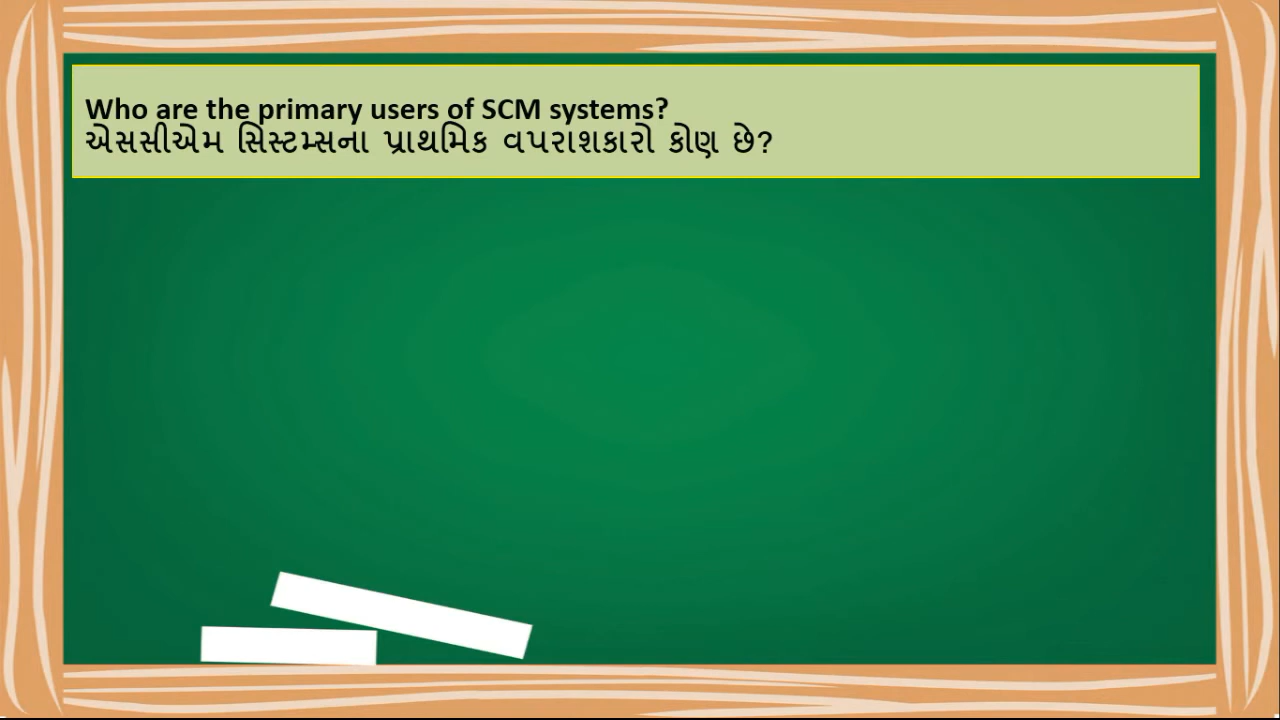 Who are the primary users of SCM systems?
એસસીએમ સિસ્ટમ્સના પ્રાથમિક વપરાશકારો કોણ છે?